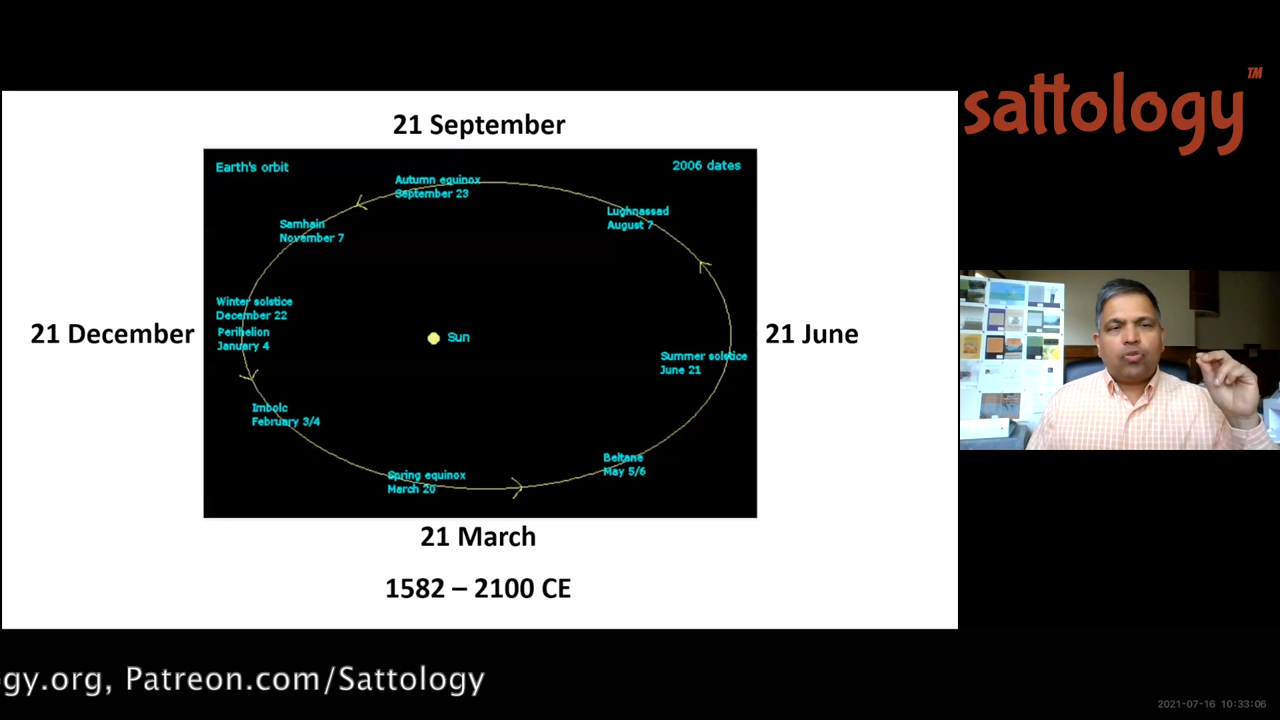 sattology™
21 September
Earth's orbit
2006 dates
Autumn equinox
September 23
Lughnassad
August 7
Samhain
November 7
Winter solstice
December 22
Perihelion
January 4
21 December
Sun
21 June
Summer solstice
June 21
Imbolc
February 3/4
Beltane
May 5/6
Spring equinox
March 20
21 March
1582 – 2100 CE
gy.org, Patreon.com/Sattology
2021-07-16 10:33:06